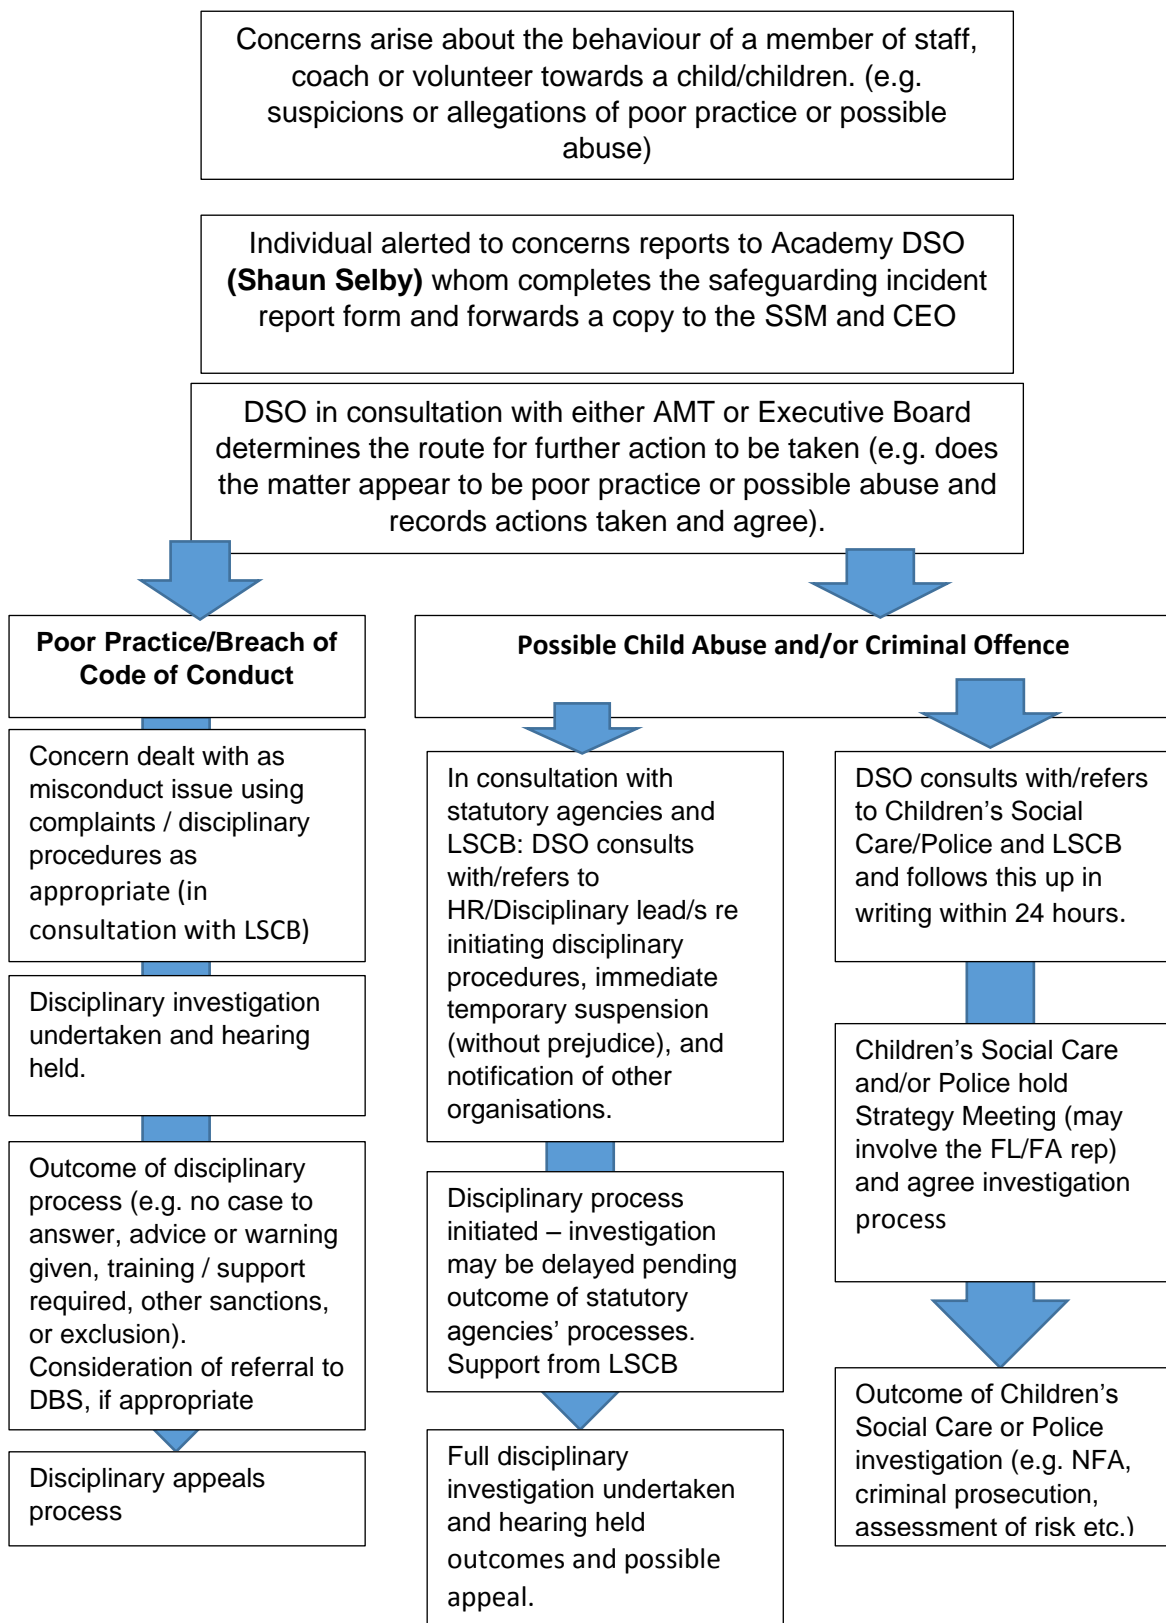 Concerns arise about the behaviour of a member of staff,
coach or volunteer towards a child/children. (e.g.
suspicions or allegations of poor practice or possible
abuse)
Individual alerted to concerns reports to Academy DSO
(Shaun Selby) whom completes the safeguarding incident
report form and forwards a copy to the SSM and CEO
DSO in consultation with either AMT or Executive Board
determines the route for further action to be taken (e.g. does
the matter appear to be poor practice or possible abuse and
records actions taken and agree).
Poor Practice/Breach of
Code of Conduct
Concern dealt with as
misconduct issue using
complaints / disciplinary
procedures as
appropriate (in
consultation with LSCB)
Disciplinary investigation
undertaken and hearing
held.
Outcome of disciplinary
process (e.g. no case to
answer, advice or warning
given, training / support
required, other sanctions,
or exclusion).
Consideration of referral to
DBS, if appropriate
Disciplinary appeals
process
Possible Child Abuse and/or Criminal Offence
In consultation with
statutory agencies and
LSCB: DSO consults
with/refers to
HR/Disciplinary lead/s re
initiating disciplinary
procedures, immediate
temporary suspension
(without prejudice), and
notification of other
organisations.
Disciplinary process
initiated – investigation
may be delayed pending
outcome of statutory
agencies’ processes.
Support from LSCB
Full disciplinary
investigation undertaken
and hearing held
outcomes and possible
appeal.
DSO consults with/refers
to Children’s Social
Care/Police and LSCB
and follows this up in
writing within 24 hours.
Children’s Social Care
and/or Police hold
Strategy Meeting (may
involve the FL/FA rep)
and agree investigation
process
Outcome of Children’s
Social Care or Police
investigation (e.g. NFA,
criminal prosecution,
assessment of risk etc.)